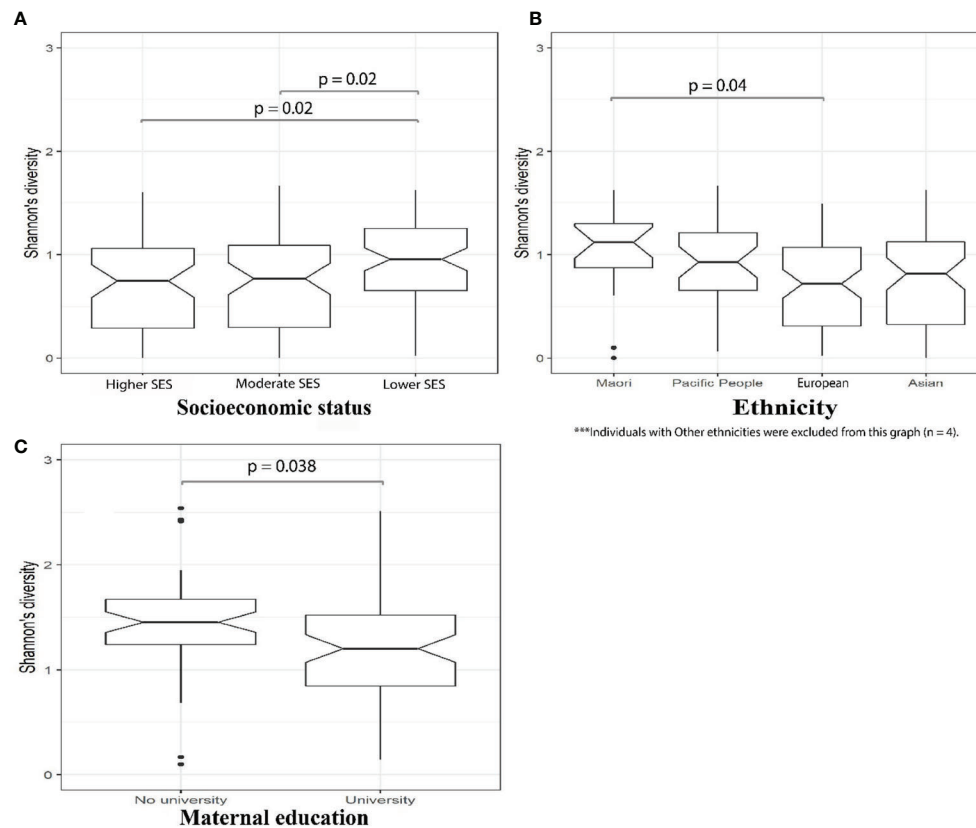 A
3
2
1
0
Shannon's diversity
p = 0.02
p = 0.02
Higher SES
Moderate SES
Lower SES
Socioeconomic status
B
3
2
1
0
Shannon's diversity
p = 0.04
Maori
Pacific People
European
Asian
Ethnicity
***Individuals with Other ethnicities were excluded from this graph (n = 4).
C
3
2
1
0
Shannon's diversity
p = 0.038
No university
University
Maternal education